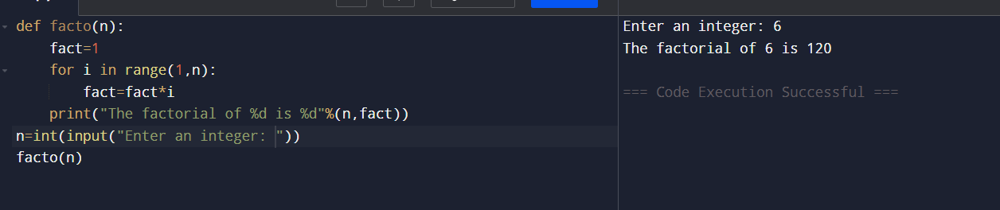 def facto(n):
    fact=1
    for i in range(1,n):
        fact=fact*i
    print("The factorial of %d is %d"%(n,fact))
n=int(input("Enter an integer: "))
facto(n)
Enter an integer: 6
The factorial of 6 is 120
=== Code Execution Successful ===